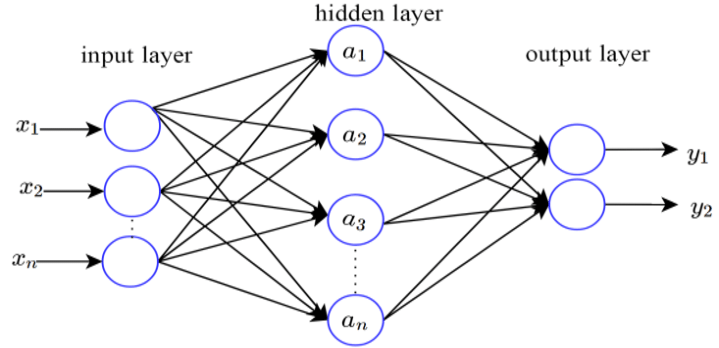 hidden layer
input layer
output layer
x₁
x₂
xₙ
a₁
a₂
a₃
aₙ
y₁
y₂